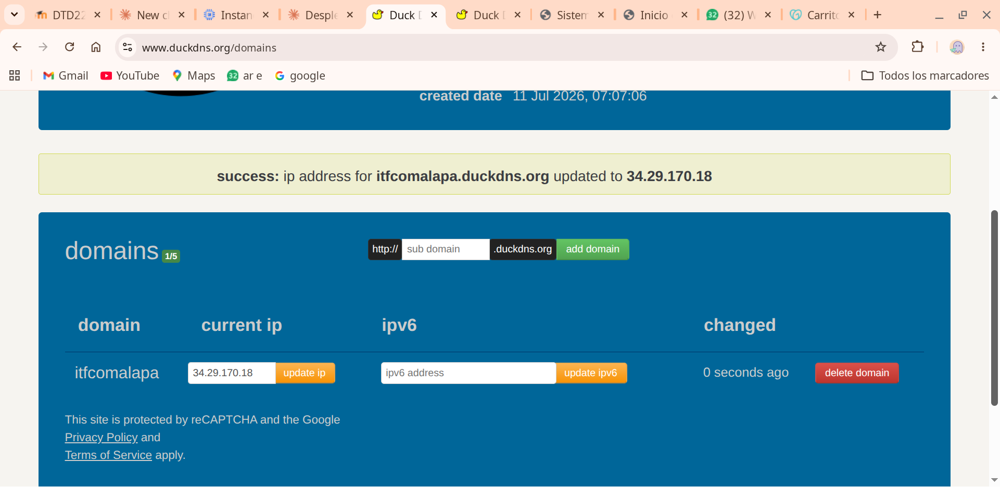 DTD22
New c
Instan
Desple
Duck D
Duck D
Sistem
Inicio
(32) W
Carrito
www.duckdns.org/domains
Gmail
YouTube
Maps
32
ar e
google
Todos los marcadores
created date 11 Jul 2026, 07:07:06
success: ip address for itfcomalapa.duckdns.org updated to 34.29.170.18
domains 1/5
http:// sub domain .duckdns.org add domain
domain current ip ipv6 changed
itfcomalapa 34.29.170.18 update ip ipv6 address update ipv6 0 seconds ago delete domain
This site is protected by reCAPTCHA and the Google
Privacy Policy and
Terms of Service apply.